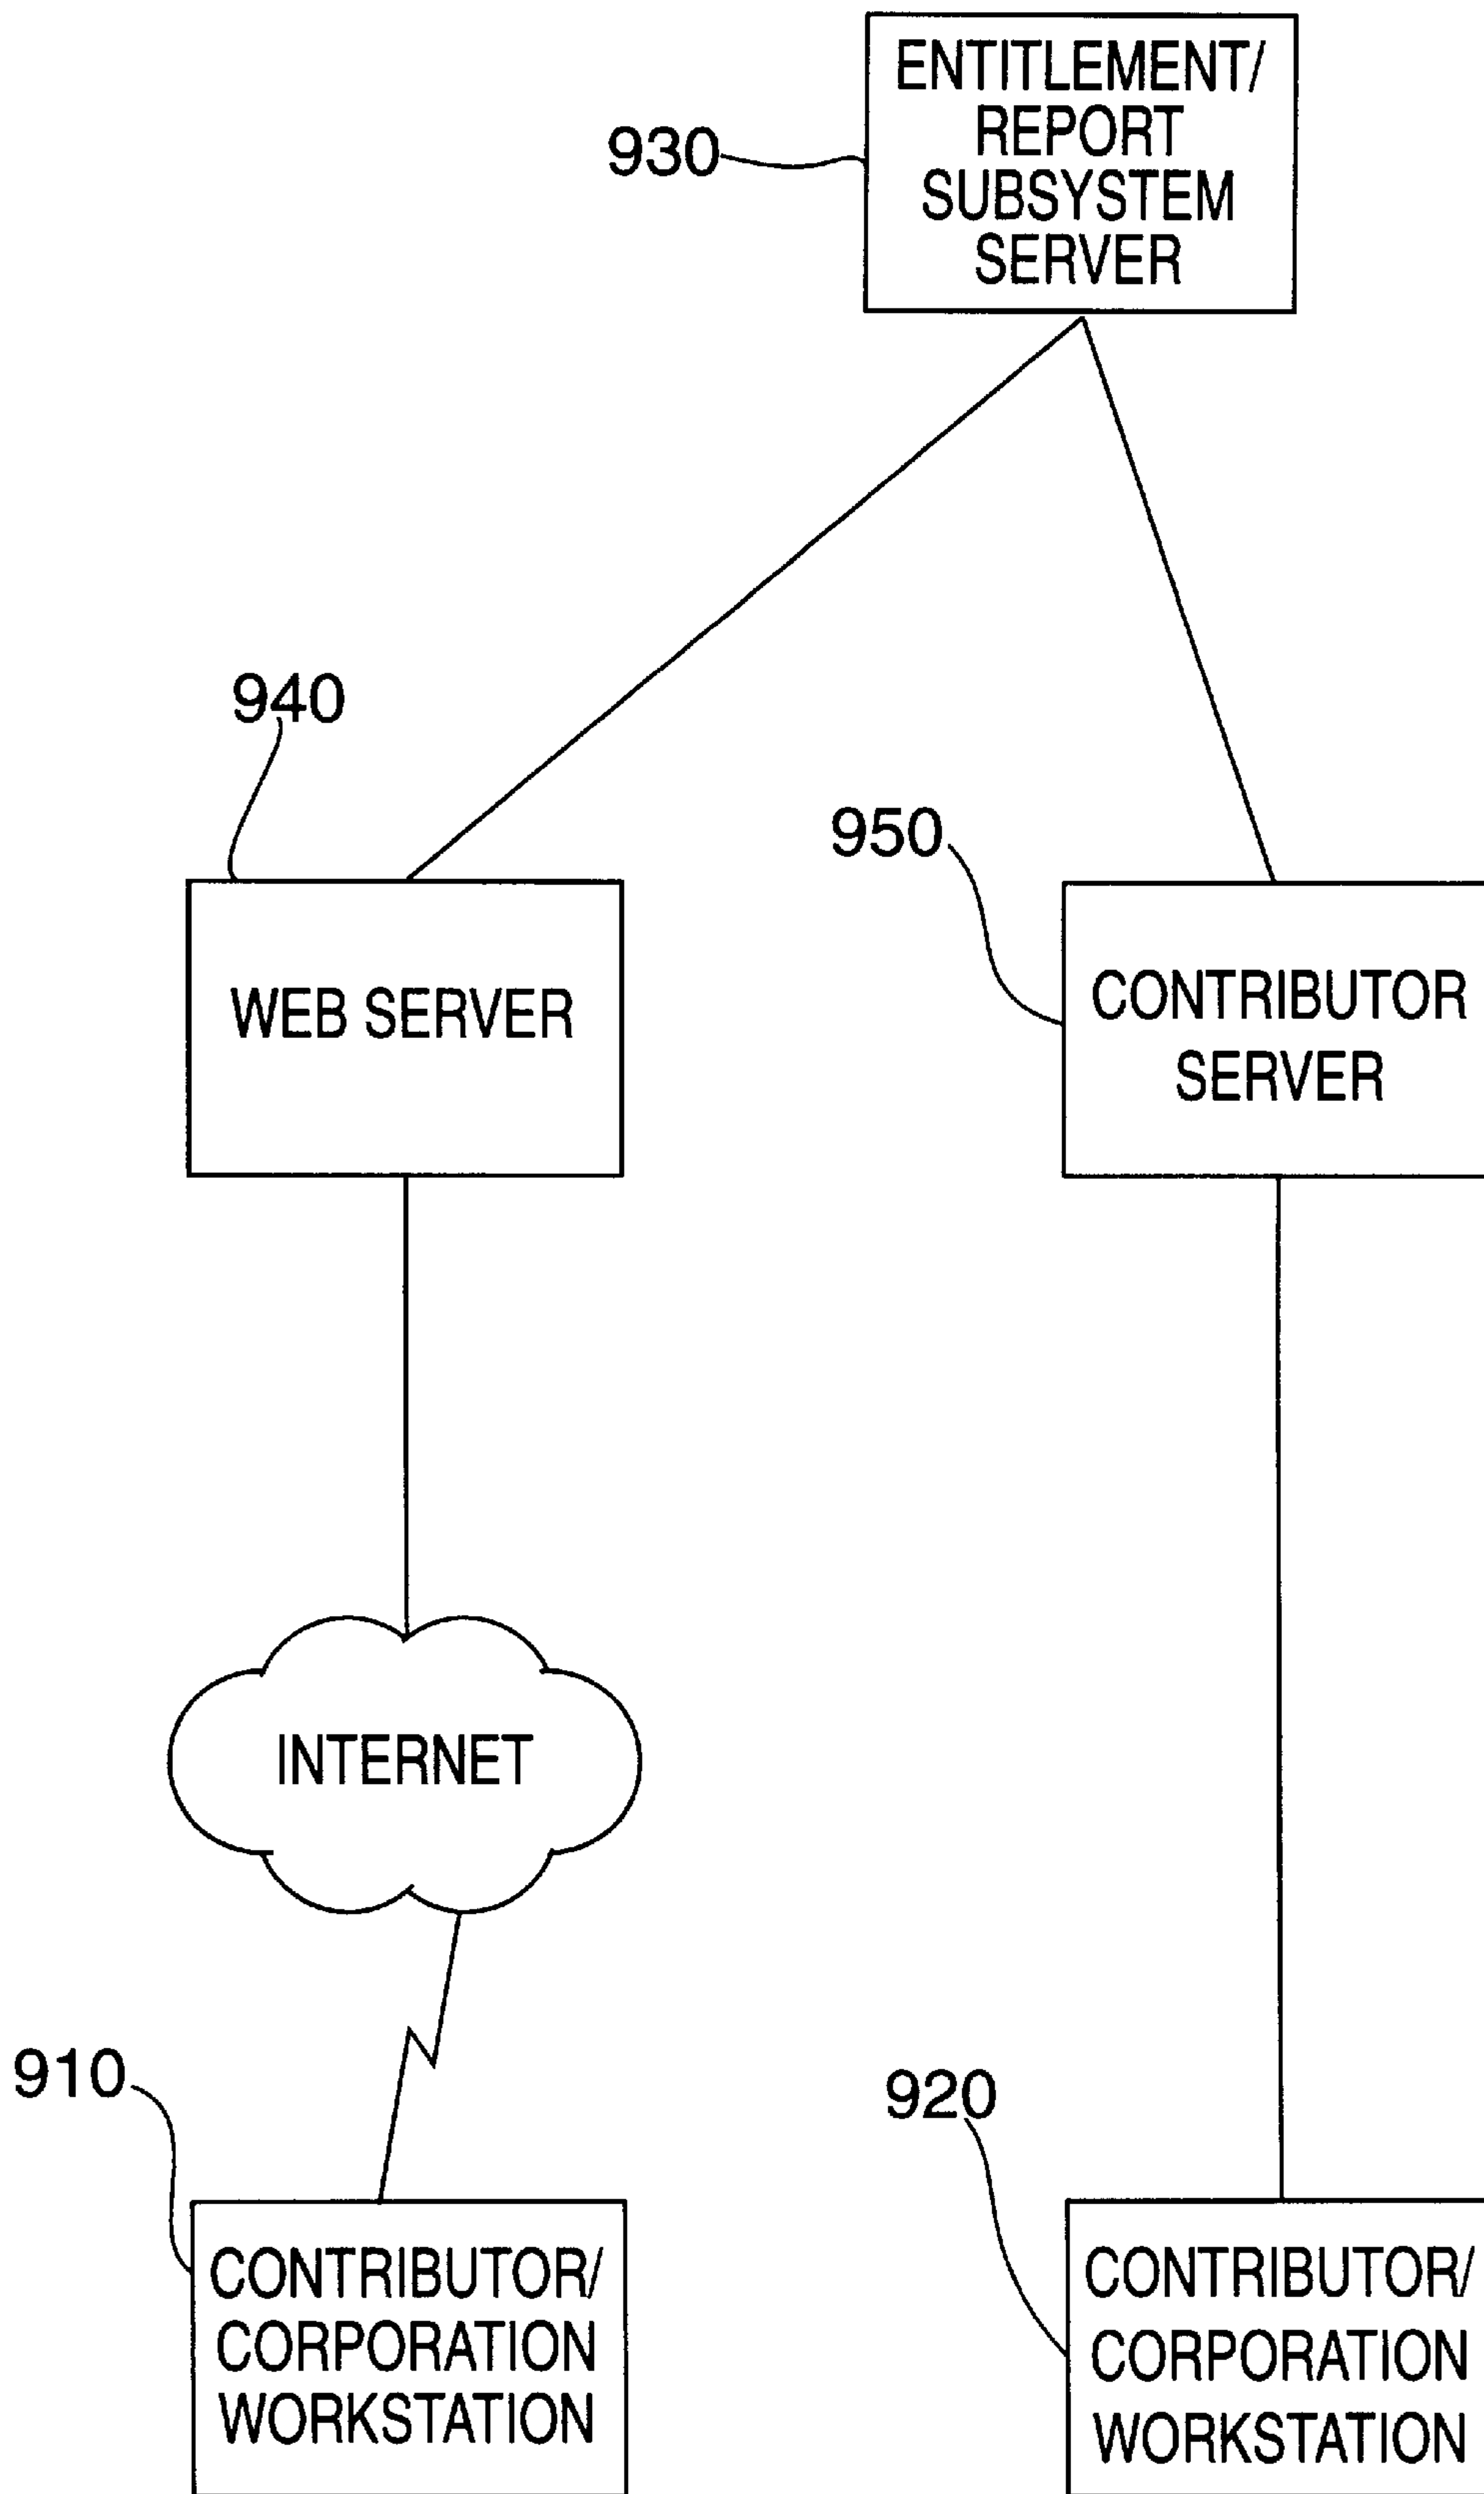 ENTITLEMENT/
REPORT
SUBSYSTEM
SERVER
930
940
950
WEB SERVER
CONTRIBUTOR
SERVER
INTERNET
910
920
CONTRIBUTOR/
CORPORATION
WORKSTATION
CONTRIBUTOR/
CORPORATION
WORKSTATION